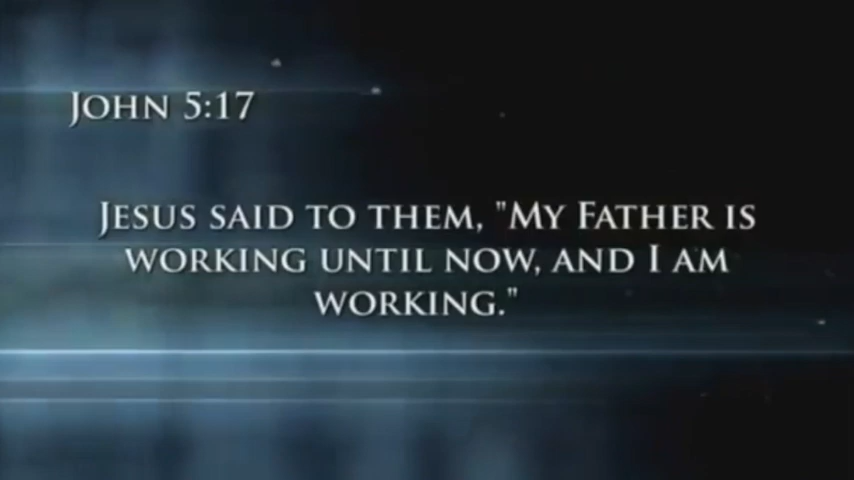 John 5:17
Jesus said to them, "My Father is
working until now, and I am
working."